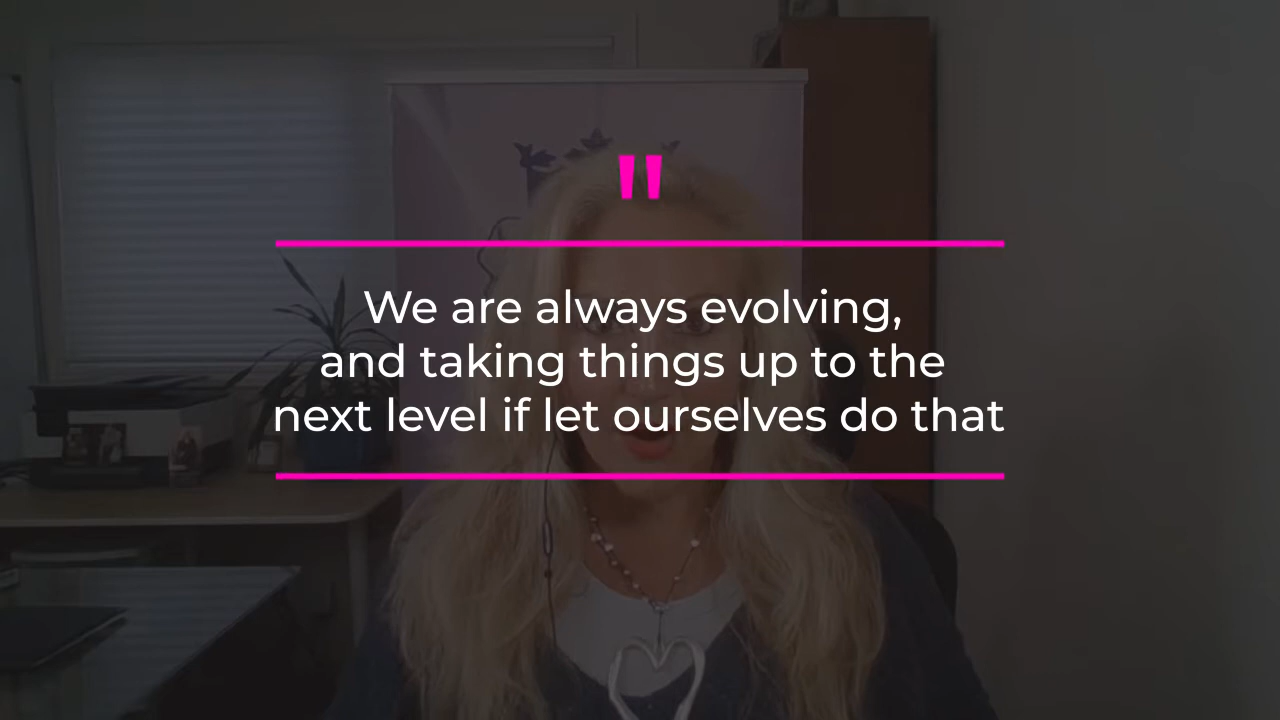 "
We are always evolving,
and taking things up to the
next level if let ourselves do that